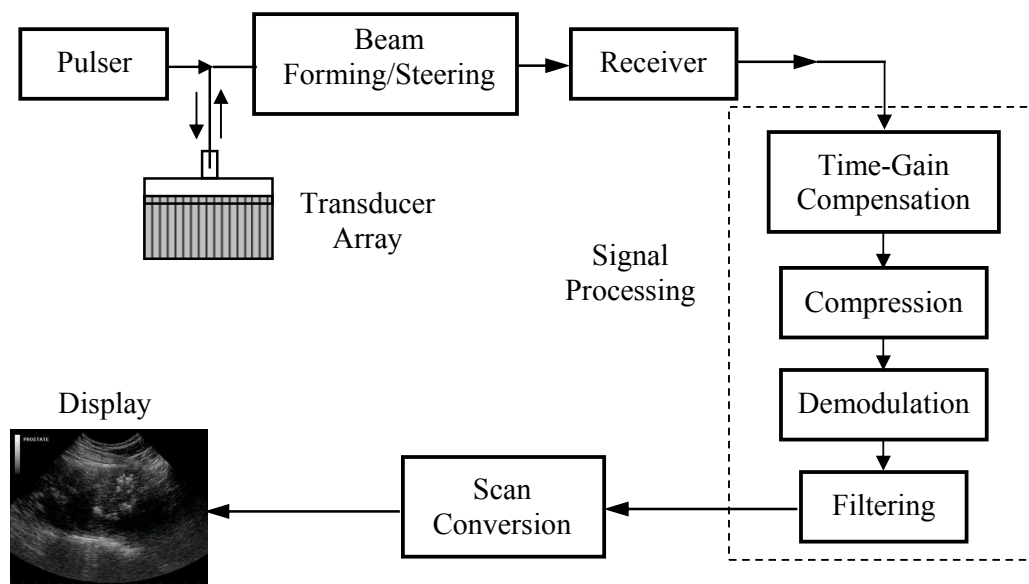 Pulser
Beam
Forming/Steering
Receiver
Transducer
Array
Time-Gain
Compensation
Signal
Processing
Compression
Demodulation
Filtering
Scan
Conversion
Display
PROSTATE